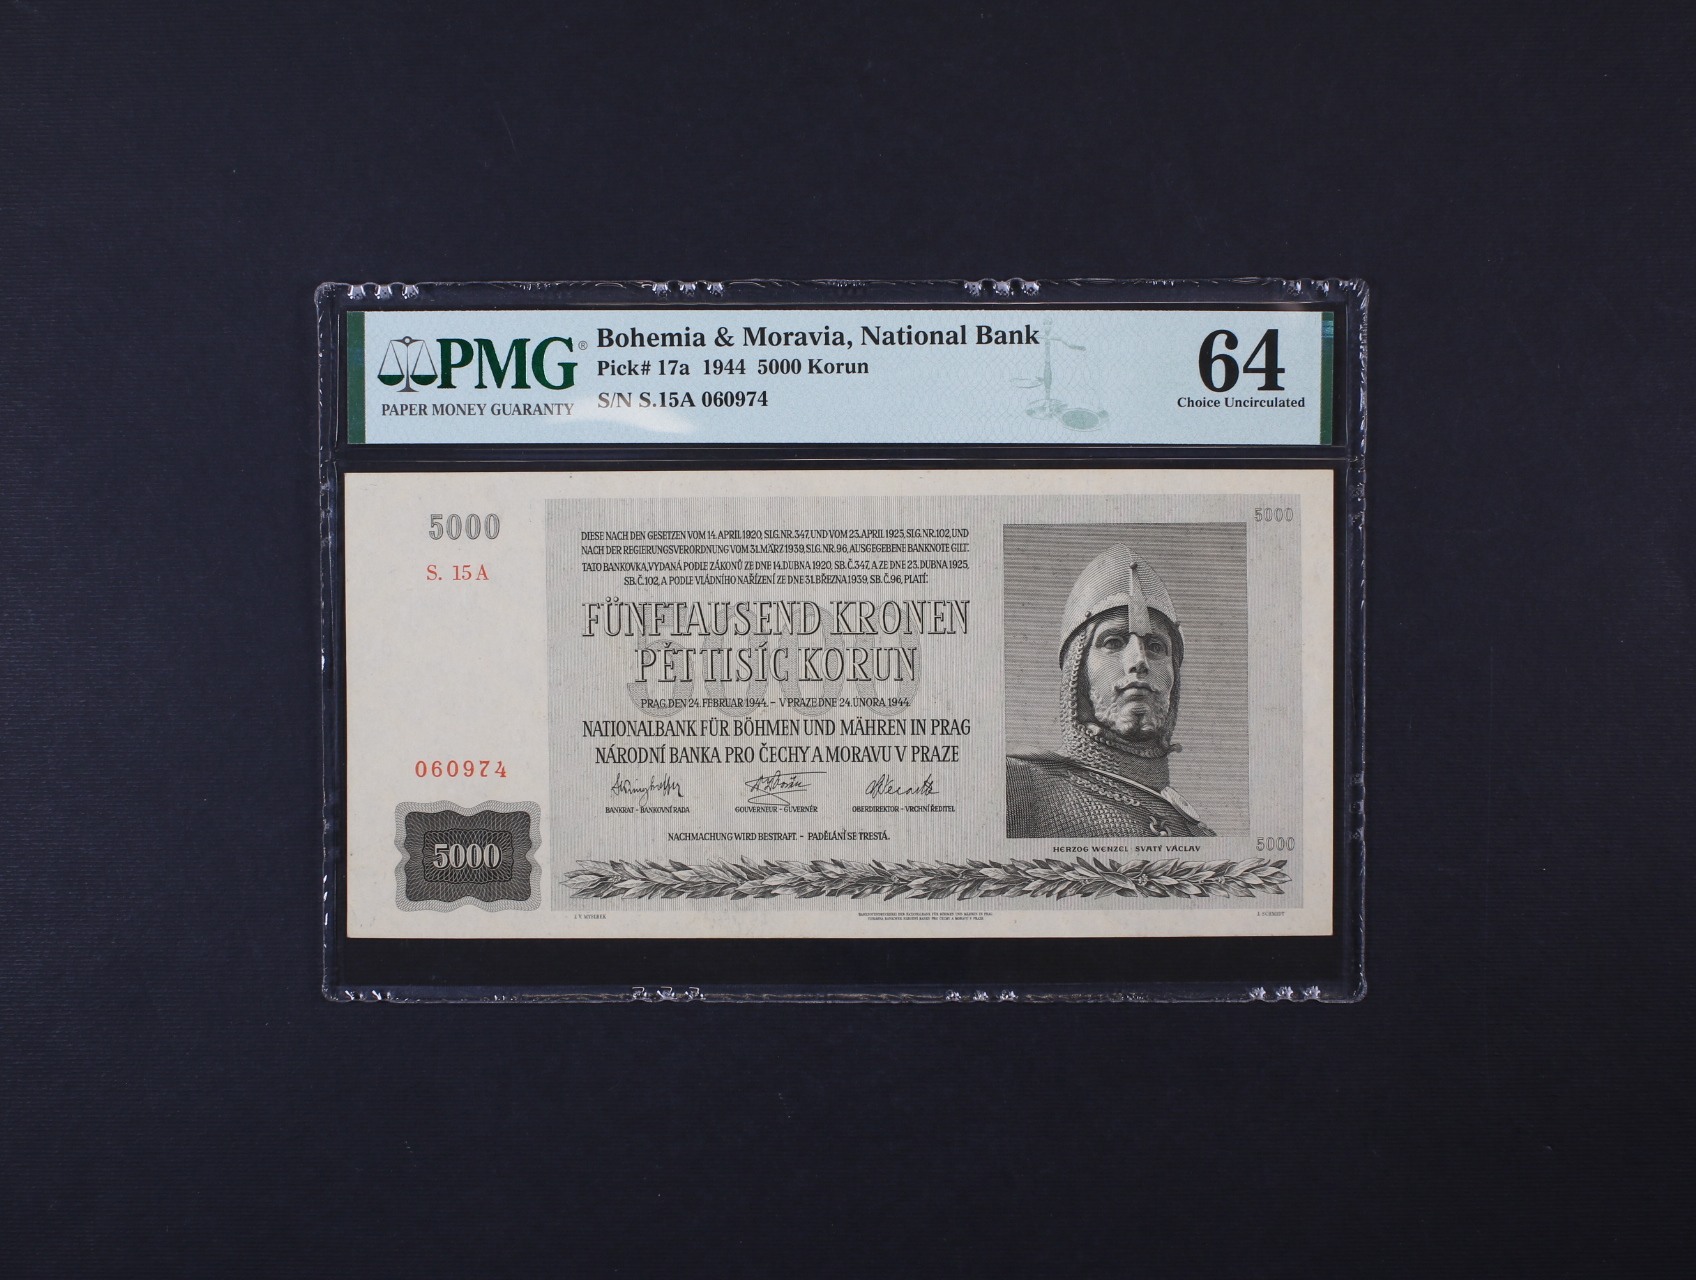 PMG®
PAPER MONEY GUARANTY
Bohemia & Moravia, National Bank
Pick# 17a 1944 5000 Korun
S/N S.15A 060974
64
Choice Uncirculated
5000
S. 15 A
060974
5000
DIESE NACH DEN GESETZEN VOM 14. APRIL 1920, SLG. NR. 347, UND VOM 23. APRIL 1925, SLG. NR. 102, UND
NACH DER REGIERUNGSVERORDNUNG VOM 31. MÄRZ 1939, SLG. NR. 96, AUSGEGEBENE BANKNOTE GILT:
TATO BANKOVKA, VYDANÁ PODLE ZÁKONŮ ZE DNE 14. DUBNA 1920, SB. Č. 347, A ZE DNE 23. DUBNA 1925,
SB. Č. 102, A PODLE VLÁDNÍHO NAŘÍZENÍ ZE DNE 31. BŘEZNA 1939, SB. Č. 96, PLATÍ:
FÜNFTAUSEND KRONEN
PĚT TISÍC KORUN
5000
PRAG, DEN 24. FEBRUAR 1944. – V PRAZE DNE 24. ÚNORA 1944.
NATIONALBANK FÜR BÖHMEN UND MÄHREN IN PRAG
NÁRODNÍ BANKA PRO ČECHY A MORAVU V PRAZE
BANKRAT – BANKOVNÍ RADA GOUVERNEUR – GUVERNÉR OBERDIREKTOR – VRCHNÍ ŘEDITEL
NACHMACHUNG WIRD BESTRAFT. – PADĚLÁNÍ SE TRESTÁ.
5000
HERZOG WENZEL · SVATÝ VÁCLAV
5000